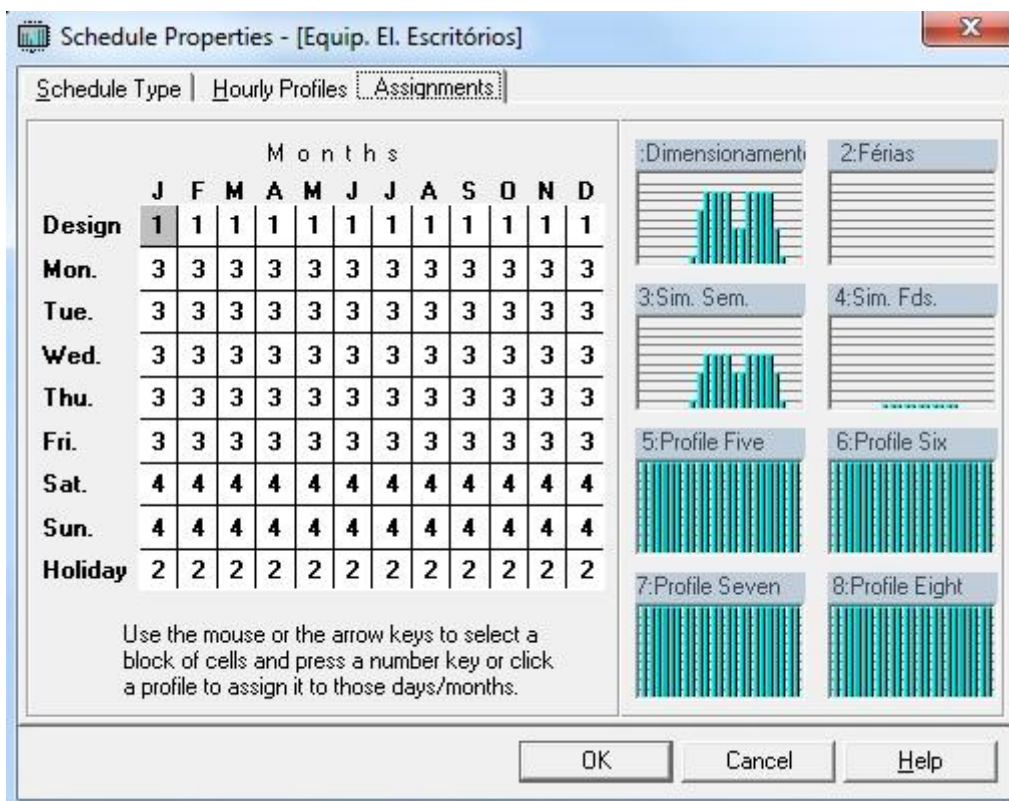 Schedule Properties - [Equip. El. Escritórios]
Schedule Type Hourly Profiles Assignments
Months
J F M A M J J A S O N D
Design 1 1 1 1 1 1 1 1 1 1 1 1
Mon. 3 3 3 3 3 3 3 3 3 3 3 3
Tue. 3 3 3 3 3 3 3 3 3 3 3 3
Wed. 3 3 3 3 3 3 3 3 3 3 3 3
Thu. 3 3 3 3 3 3 3 3 3 3 3 3
Fri. 3 3 3 3 3 3 3 3 3 3 3 3
Sat. 4 4 4 4 4 4 4 4 4 4 4 4
Sun. 4 4 4 4 4 4 4 4 4 4 4 4
Holiday 2 2 2 2 2 2 2 2 2 2 2 2
Use the mouse or the arrow keys to select a
block of cells and press a number key or click
a profile to assign it to those days/months.
:Dimensionament 2:Férias
3:Sim. Sem. 4:Sim. Fds.
5:Profile Five 6:Profile Six
7:Profile Seven 8:Profile Eight
OK Cancel Help